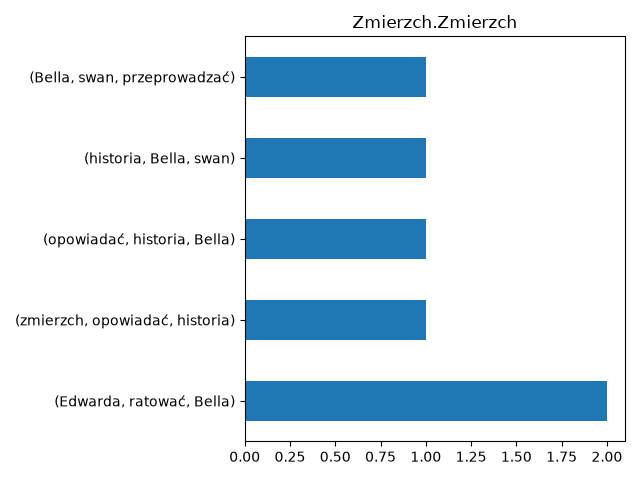 Zmierzch.Zmierzch
(Bella, swan, przeprowadzać)
(historia, Bella, swan)
(opowiadać, historia, Bella)
(zmierzch, opowiadać, historia)
(Edwarda, ratować, Bella)
0.00 0.25 0.50 0.75 1.00 1.25 1.50 1.75 2.00